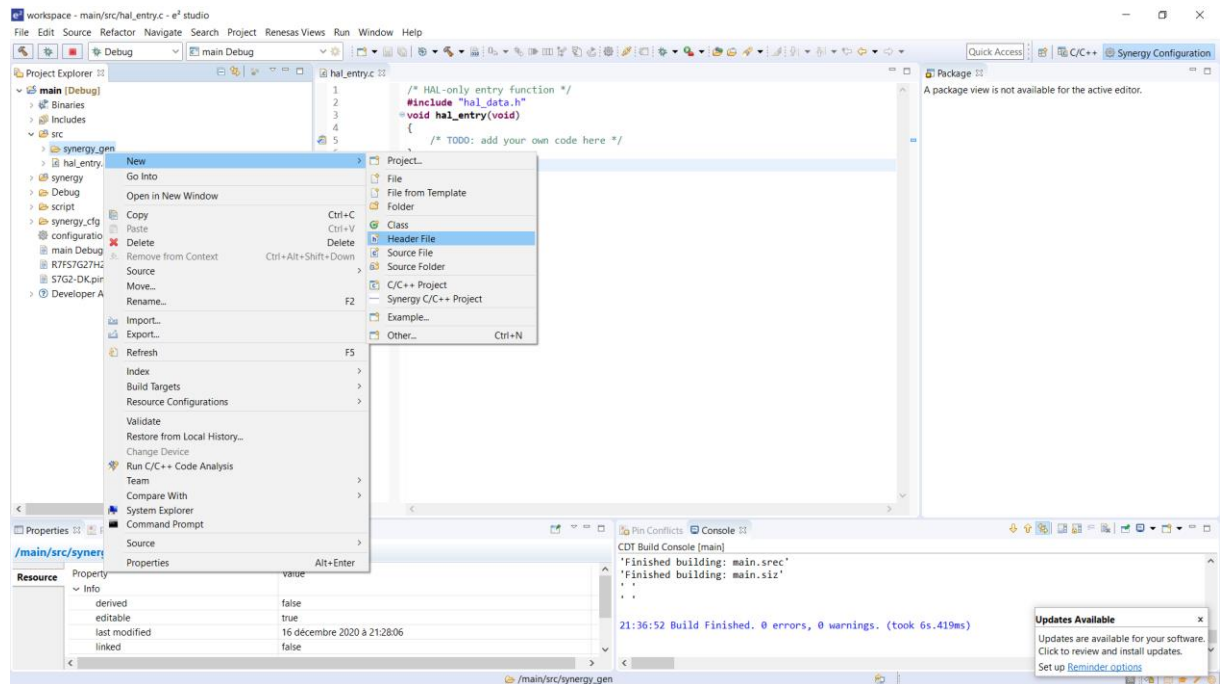 workspace - main/src/hal_entry.c - e² studio
File Edit Source Refactor Navigate Search Project Renesas Views Run Window Help
Debug main Debug Quick Access C/C++ Synergy Configuration
Project Explorer
main [Debug]
Binaries
Includes
src
synergy_gen
hal_entry.
synergy
Debug
script
synergy_cfg
configuratio
main Debug
R7FS7G27H2
S7G2-DK.pin
Developer A
hal_entry.c
1 /* HAL-only entry function */
2 #include "hal_data.h"
3 void hal_entry(void)
4 {
5 /* TODO: add your own code here */
Package
A package view is not available for the active editor.
New
Go Into
Open in New Window
Copy Ctrl+C
Paste Ctrl+V
Delete Delete
Remove from Context Ctrl+Alt+Shift+Down
Source
Move...
Rename... F2
Import...
Export...
Refresh F5
Index
Build Targets
Resource Configurations
Validate
Restore from Local History...
Change Device
Run C/C++ Code Analysis
Team
Compare With
System Explorer
Command Prompt
Source
Properties Alt+Enter
Project...
File
File from Template
Folder
Class
Header File
Source File
Source Folder
C/C++ Project
Synergy C/C++ Project
Example...
Other... Ctrl+N
Properties
/main/src/synerg
Resource
Property Value
Info
derived false
editable true
last modified 16 décembre 2020 à 21:28:06
linked false
Pin Conflicts Console
CDT Build Console [main]
'Finished building: main.srec'
'Finished building: main.siz'
' '
' '
21:36:52 Build Finished. 0 errors, 0 warnings. (took 6s.419ms)
Updates Available x
Updates are available for your software.
Click to review and install updates.
Set up Reminder options
/main/src/synergy_gen